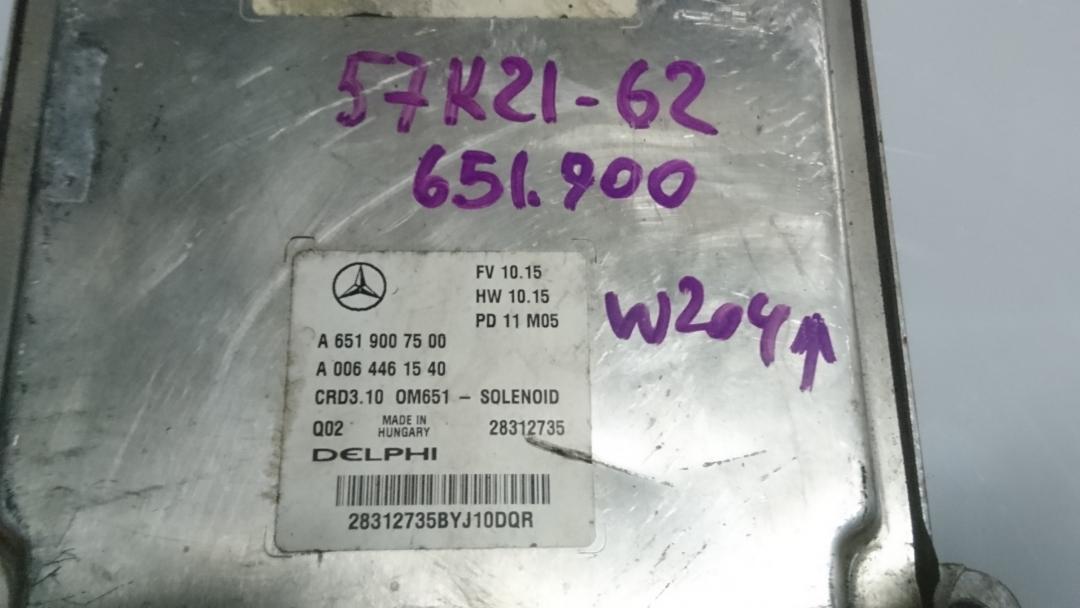 57K21-62
651.900
W204↑
FV 10.15
HW 10.15
PD 11 M05
A 651 900 75 00
A 006 446 15 40
CRD3.10 OM651 – SOLENOID
Q02 MADE IN HUNGARY 28312735
DELPHI
28312735BYJ10DQR